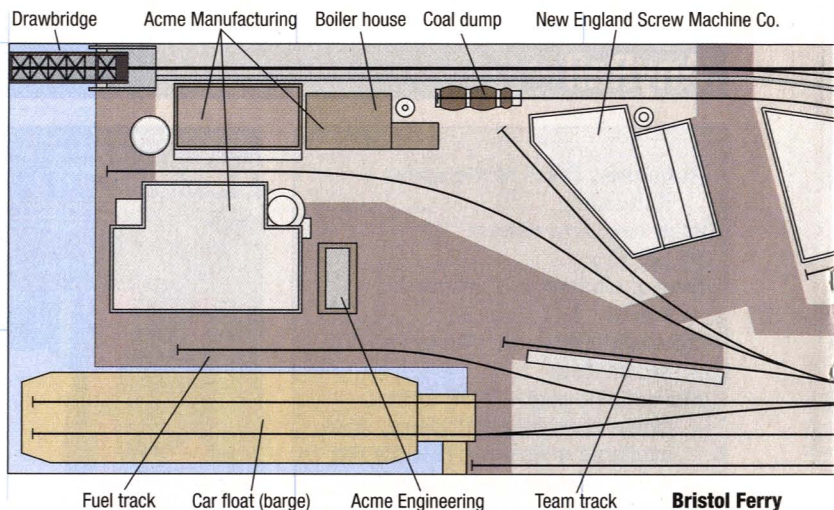 Drawbridge
Acme Manufacturing
Boiler house
Coal dump
New England Screw Machine Co.
Fuel track
Car float (barge)
Acme Engineering
Team track
Bristol Ferry